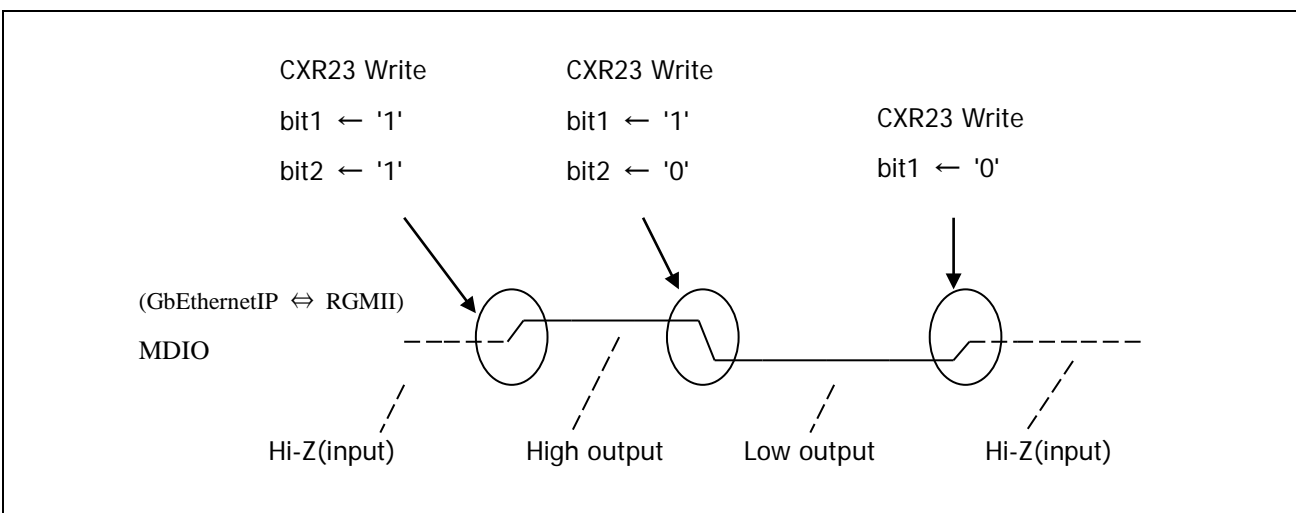 CXR23 Write
bit1 ← '1'
bit2 ← '1'
CXR23 Write
bit1 ← '1'
bit2 ← '0'
CXR23 Write
bit1 ← '0'
(GbEthernetIP ⇔ RGMII)
MDIO
Hi-Z(input)
High output
Low output
Hi-Z(input)